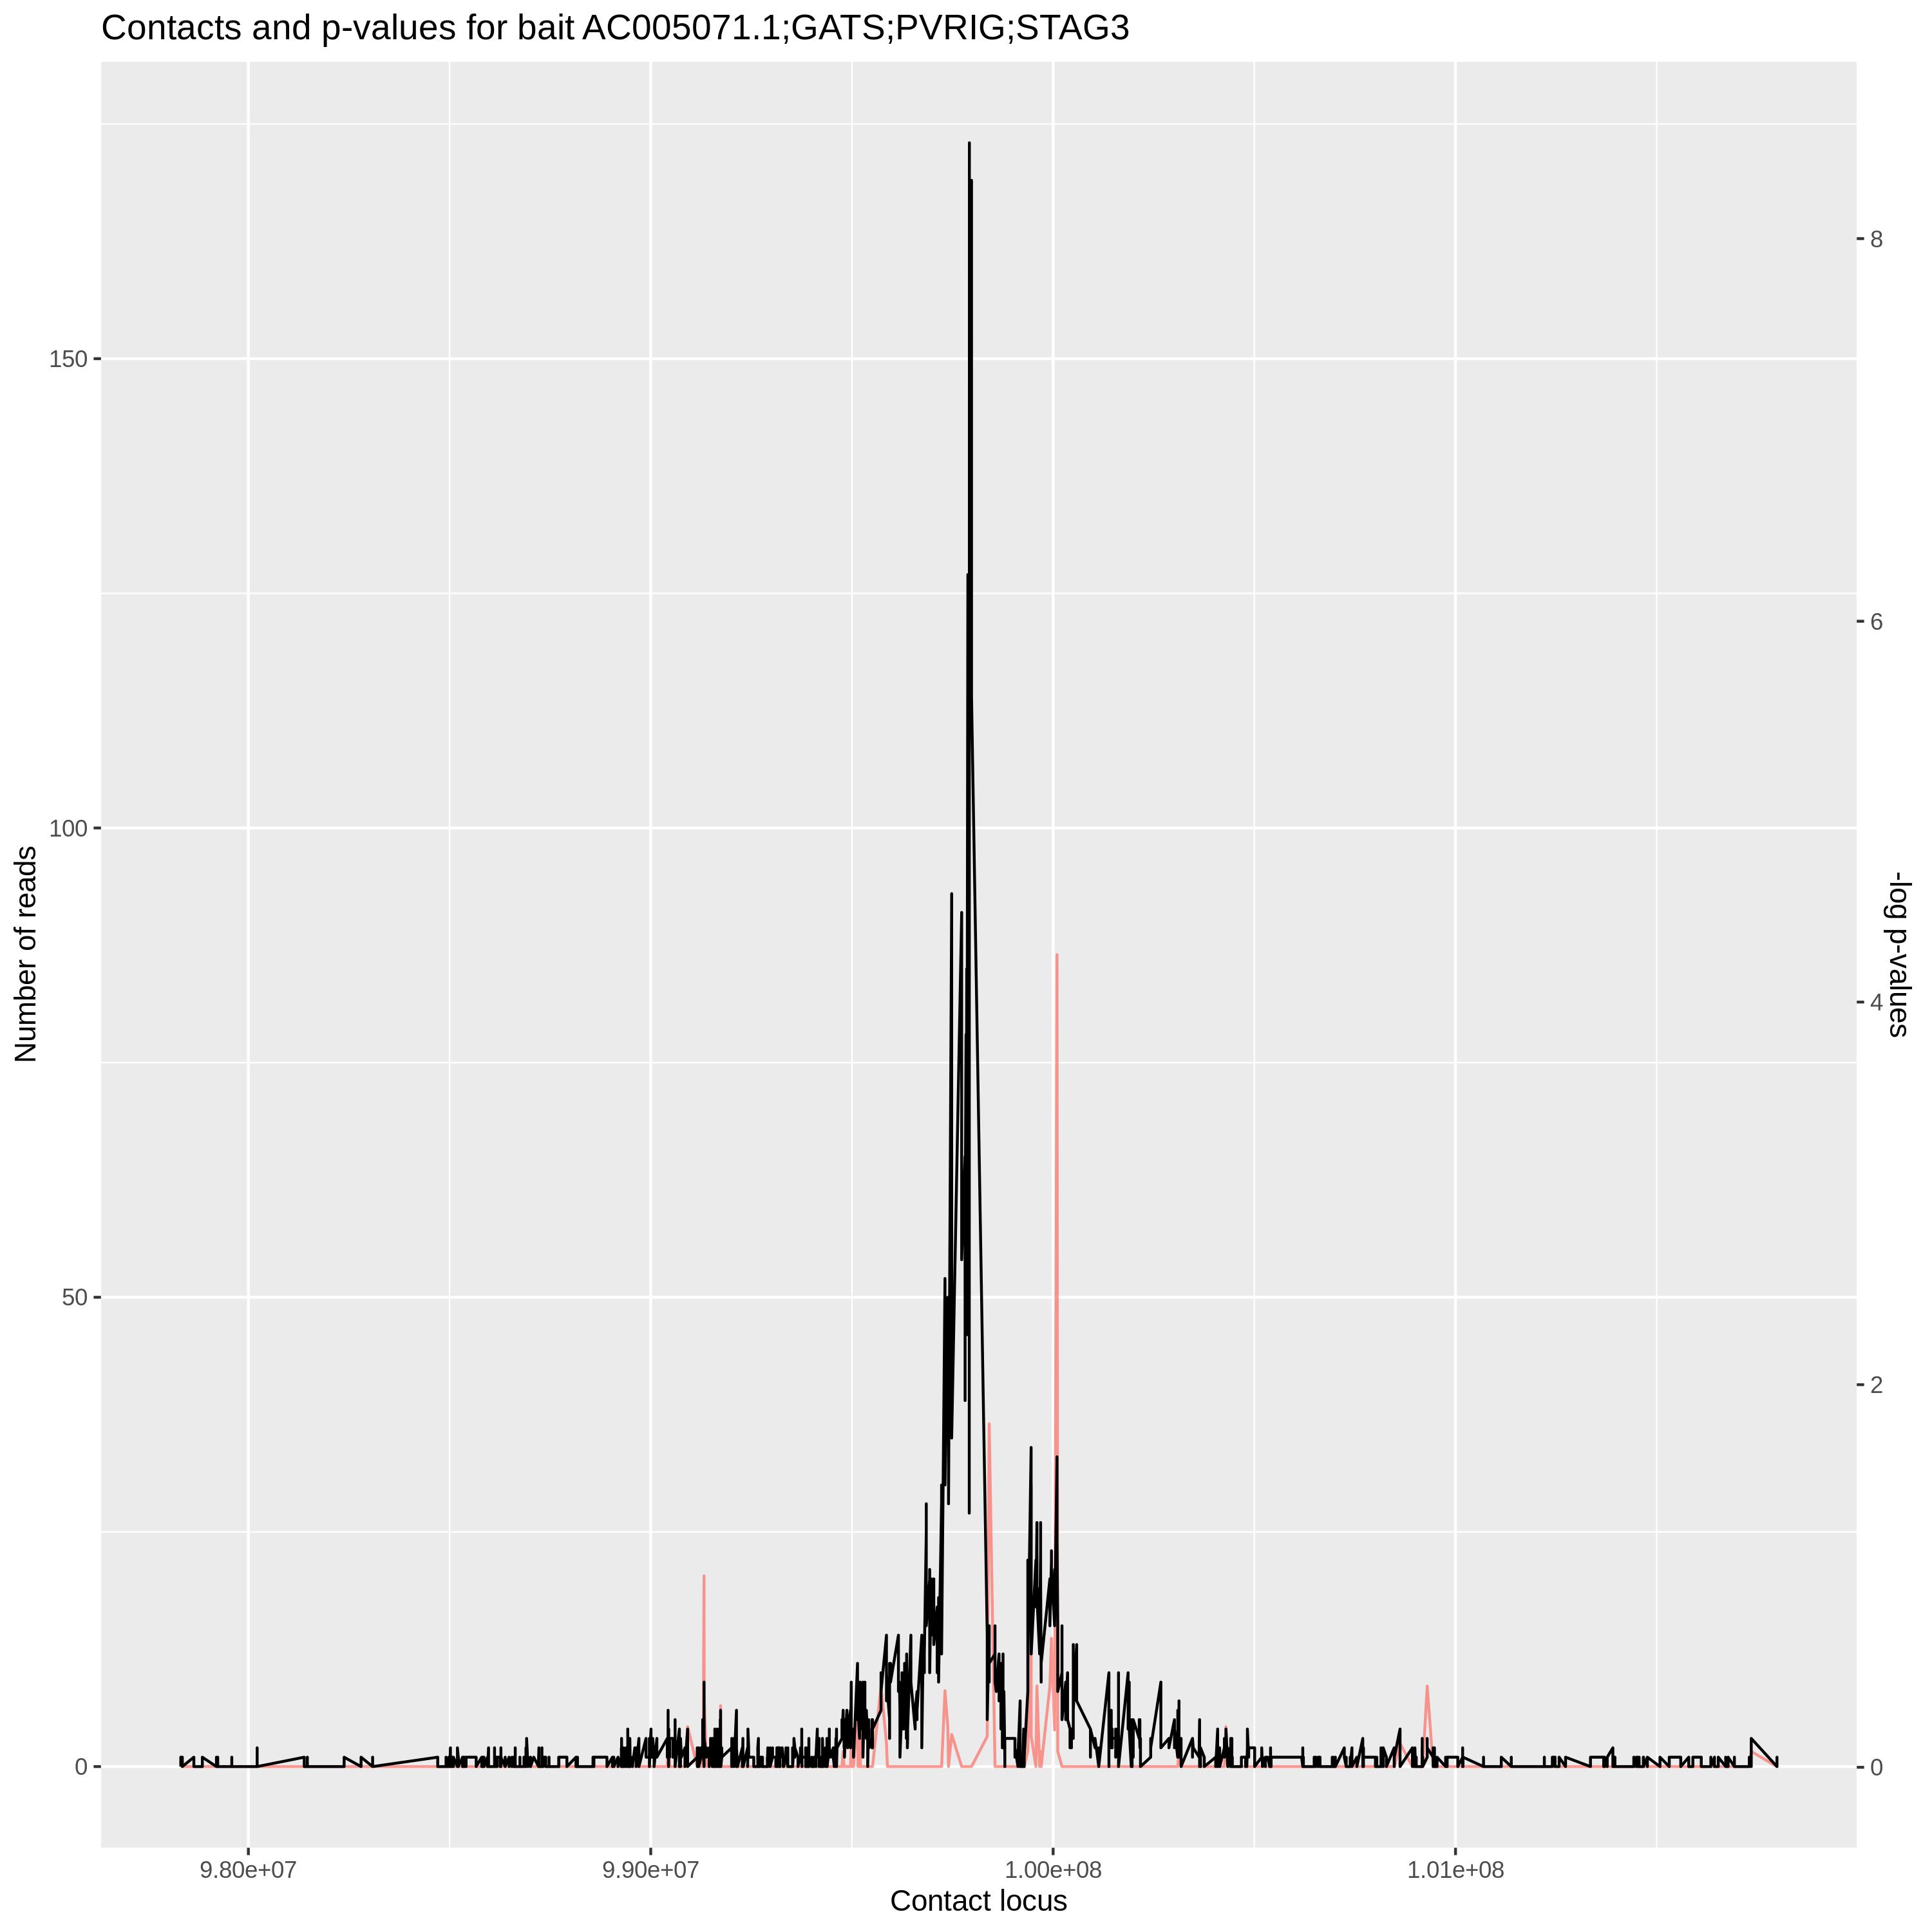 Contacts and p-values for bait AC005071.1;GATS;PVRIG;STAG3
150
100
50
0
Number of reads
8
6
4
2
0
-log p-values
9.80e+07
9.90e+07
1.00e+08
1.01e+08
Contact locus